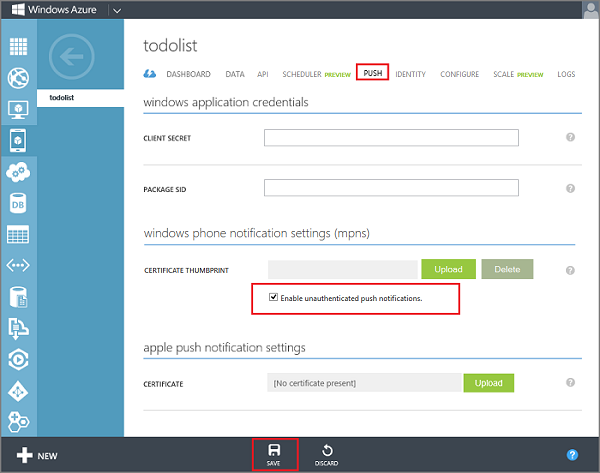 Windows Azure
todolist
todolist
DASHBOARD DATA API SCHEDULER PREVIEW PUSH IDENTITY CONFIGURE SCALE PREVIEW LOGS
windows application credentials
CLIENT SECRET ?
PACKAGE SID ?
windows phone notification settings (mpns)
CERTIFICATE THUMBPRINT Upload Delete ?
Enable unauthenticated push notifications.
apple push notification settings
CERTIFICATE [No certificate present] Upload ?
DB
NEW SAVE DISCARD ?